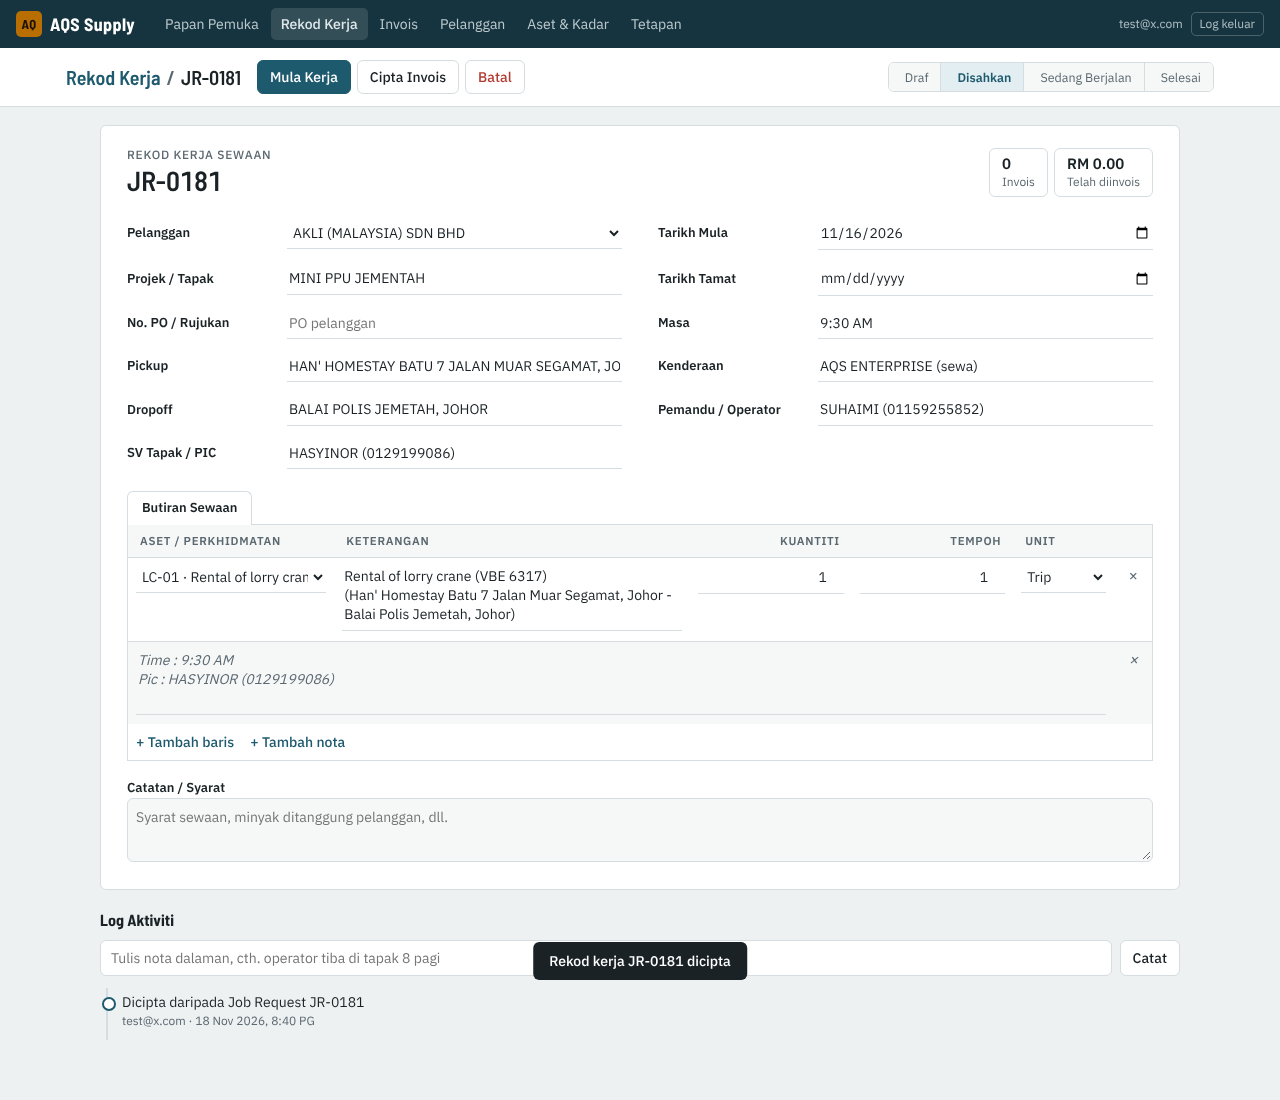 AQ AQS Supply Papan Pemuka Rekod Kerja Invois Pelanggan Aset & Kadar Tetapan test@x.com Log keluar
Rekod Kerja / JR-0181 Mula Kerja Cipta Invois Batal Draf Disahkan Sedang Berjalan Selesai
REKOD KERJA SEWAAN
JR-0181
0
Invois
RM 0.00
Telah diinvois
Pelanggan AKLI (MALAYSIA) SDN BHD
Tarikh Mula 11/16/2026
Projek / Tapak MINI PPU JEMENTAH
Tarikh Tamat mm/dd/yyyy
No. PO / Rujukan PO pelanggan
Masa 9:30 AM
Pickup HAN' HOMESTAY BATU 7 JALAN MUAR SEGAMAT, JO
Kenderaan AQS ENTERPRISE (sewa)
Dropoff BALAI POLIS JEMETAH, JOHOR
Pemandu / Operator SUHAIMI (01159255852)
SV Tapak / PIC HASYINOR (0129199086)
Butiran Sewaan
ASET / PERKHIDMATAN KETERANGAN KUANTITI TEMPOH UNIT
LC-01 · Rental of lorry cran
Rental of lorry crane (VBE 6317)
(Han' Homestay Batu 7 Jalan Muar Segamat, Johor -
Balai Polis Jemetah, Johor)
1 1 Trip ×
Time : 9:30 AM ×
Pic : HASYINOR (0129199086)
+ Tambah baris + Tambah nota
Catatan / Syarat
Syarat sewaan, minyak ditanggung pelanggan, dll.
Log Aktiviti
Tulis nota dalaman, cth. operator tiba di tapak 8 pagi
Rekod kerja JR-0181 dicipta
Catat
Dicipta daripada Job Request JR-0181
test@x.com · 18 Nov 2026, 8:40 PG